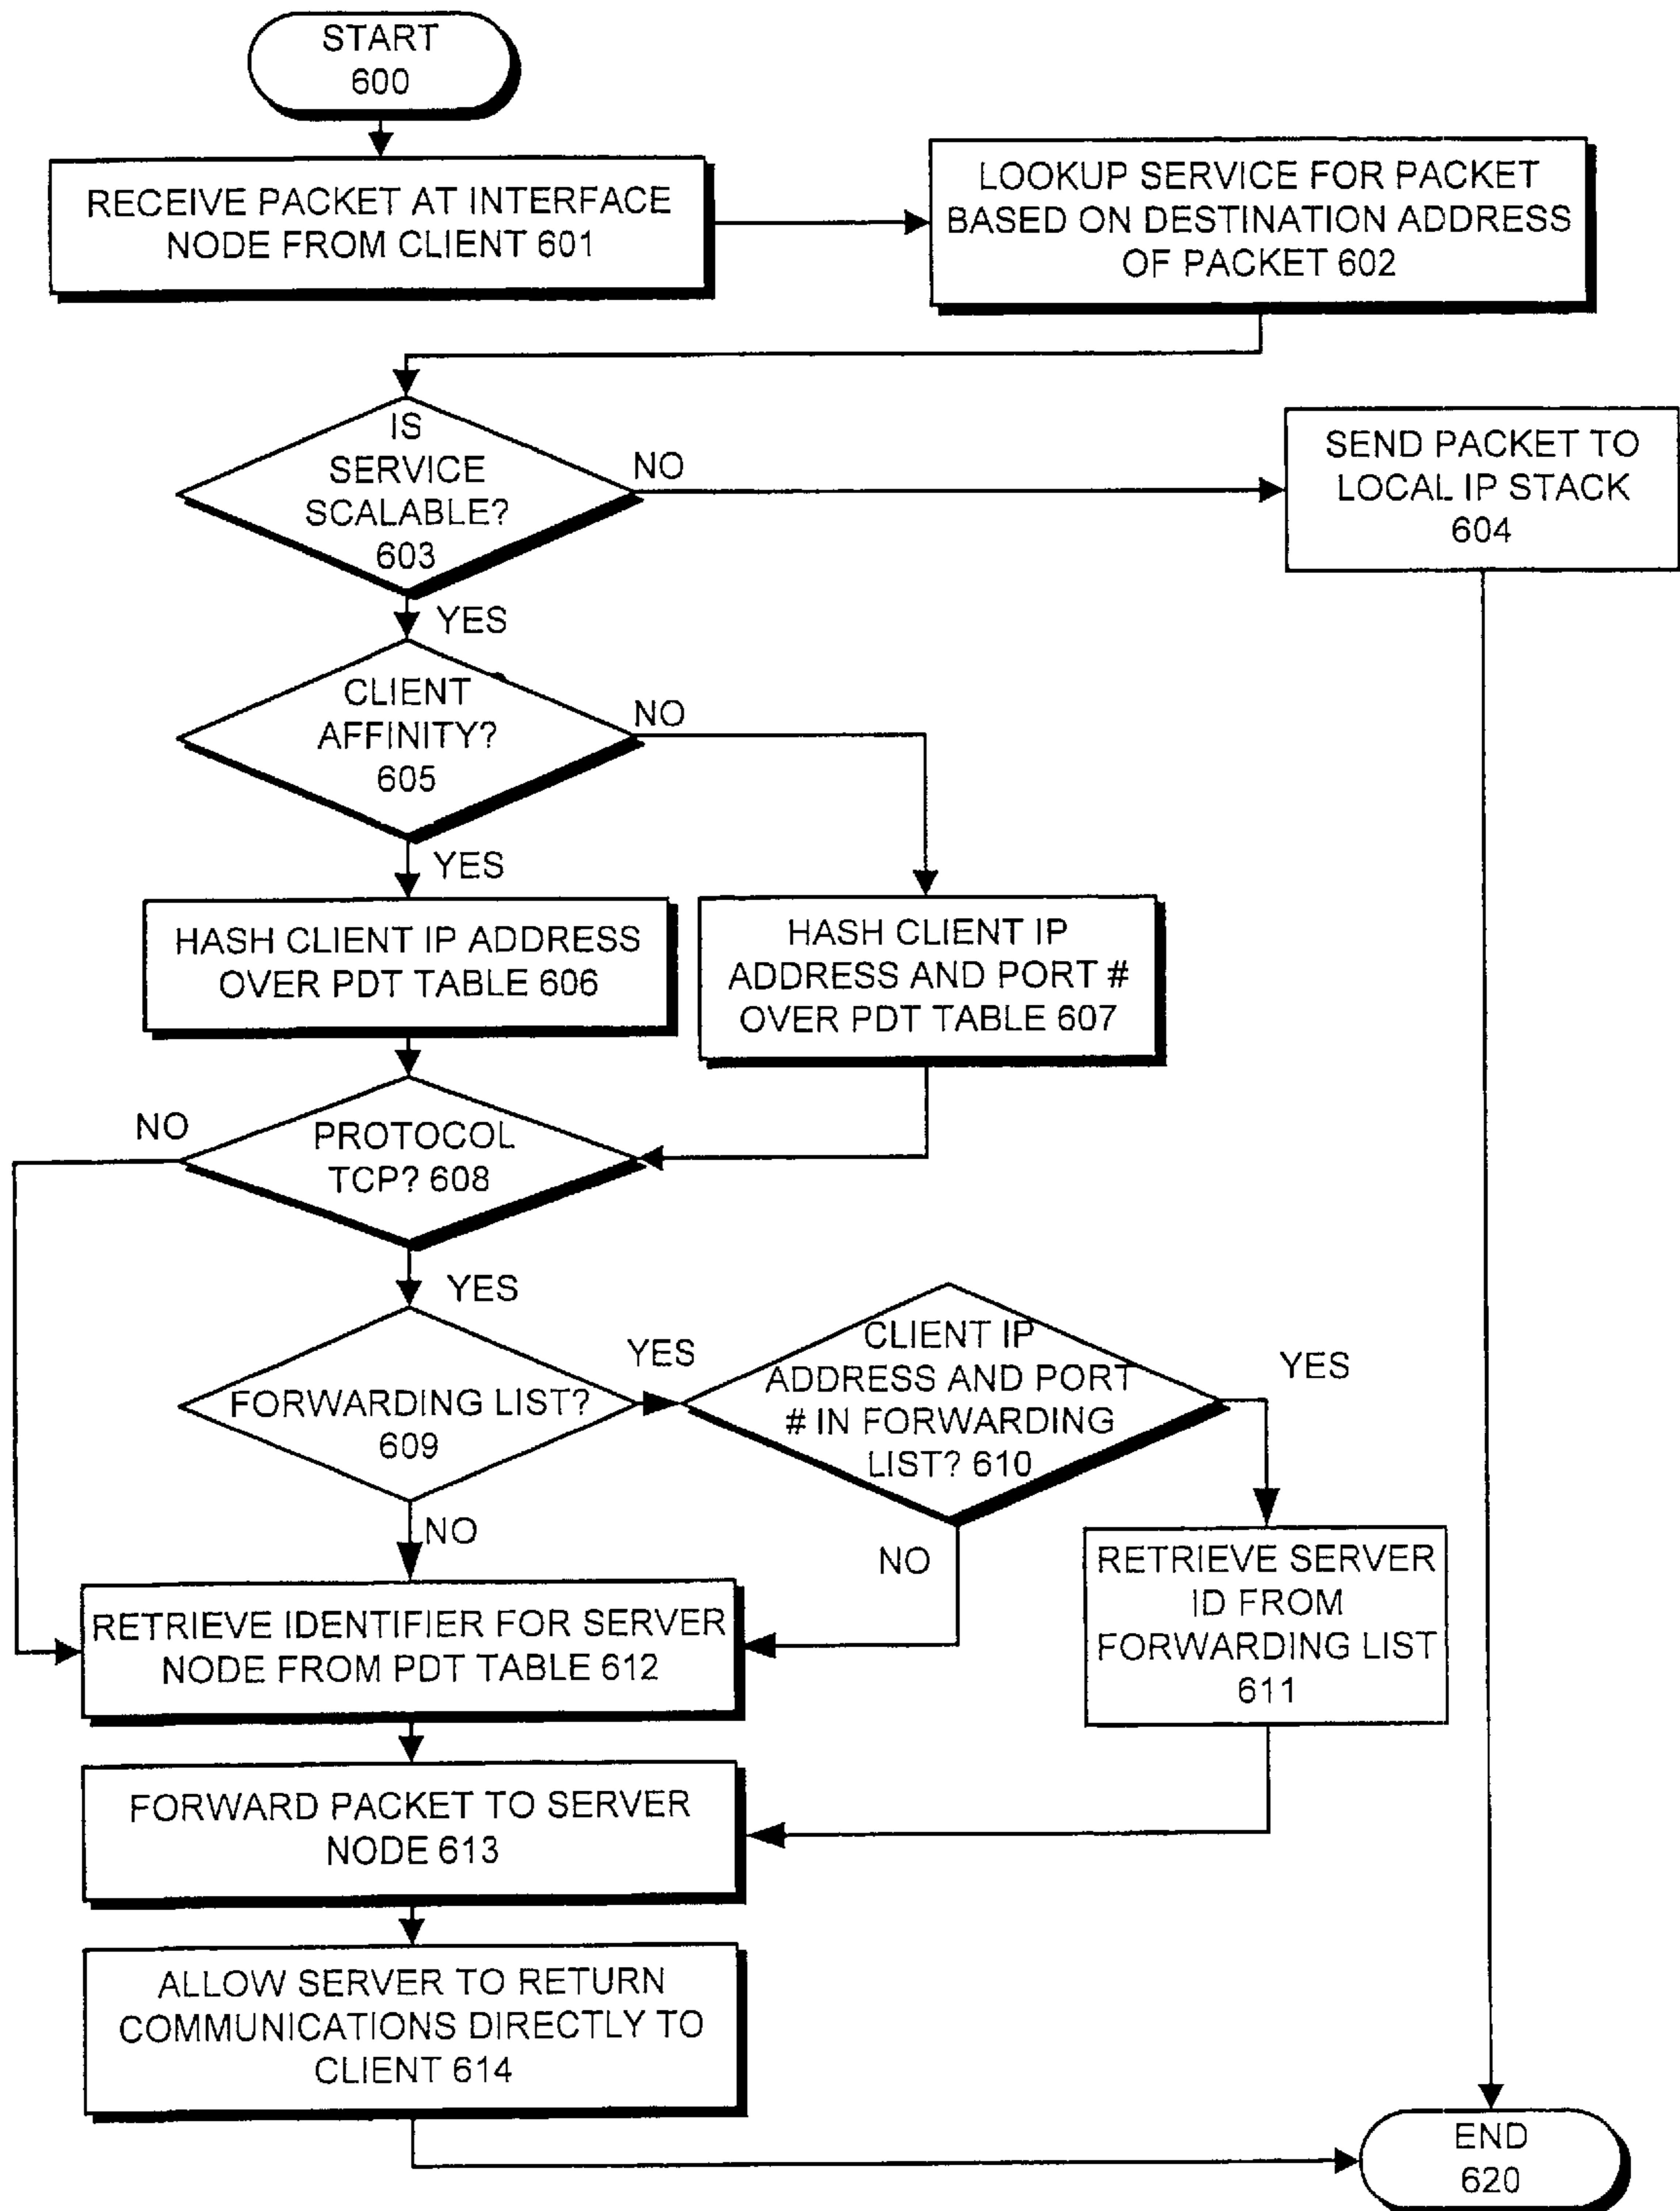 START
600
RECEIVE PACKET AT INTERFACE
NODE FROM CLIENT 601
LOOKUP SERVICE FOR PACKET
BASED ON DESTINATION ADDRESS
OF PACKET 602
IS
SERVICE
SCALABLE?
603
NO
SEND PACKET TO
LOCAL IP STACK
604
YES
CLIENT
AFFINITY?
605
NO
YES
HASH CLIENT IP ADDRESS
OVER PDT TABLE 606
HASH CLIENT IP
ADDRESS AND PORT #
OVER PDT TABLE 607
NO
PROTOCOL
TCP? 608
YES
FORWARDING LIST?
609
YES
CLIENT IP
ADDRESS AND PORT
# IN FORWARDING
LIST? 610
YES
NO
NO
RETRIEVE SERVER
ID FROM
FORWARDING LIST
611
RETRIEVE IDENTIFIER FOR SERVER
NODE FROM PDT TABLE 612
FORWARD PACKET TO SERVER
NODE 613
ALLOW SERVER TO RETURN
COMMUNICATIONS DIRECTLY TO
CLIENT 614
END
620